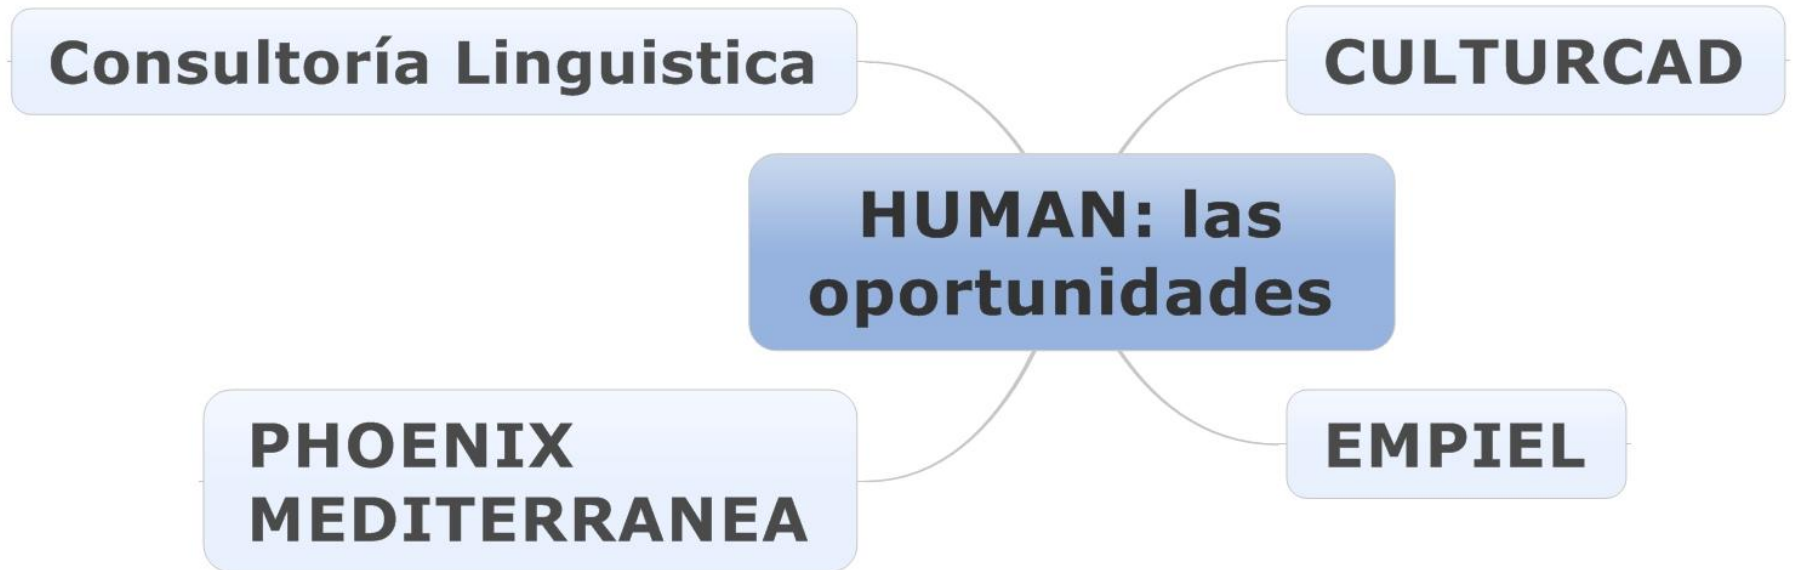 Consultoría Linguistica
CULTURCAD
HUMAN: las
oportunidades
PHOENIX
MEDITERRANEA
EMPIEL